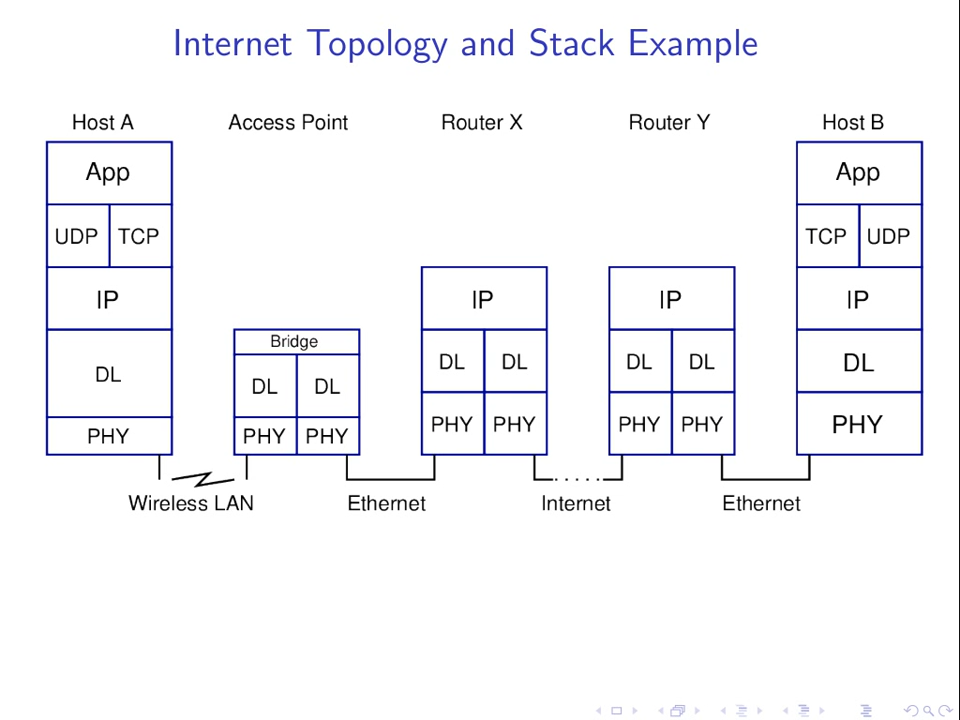 Internet Topology and Stack Example
Host A Access Point Router X Router Y Host B
App App
UDP TCP TCP UDP
IP IP IP IP
Bridge
DL DL DL DL DL DL DL DL
PHY PHY PHY PHY PHY PHY PHY PHY
Wireless LAN Ethernet Internet Ethernet